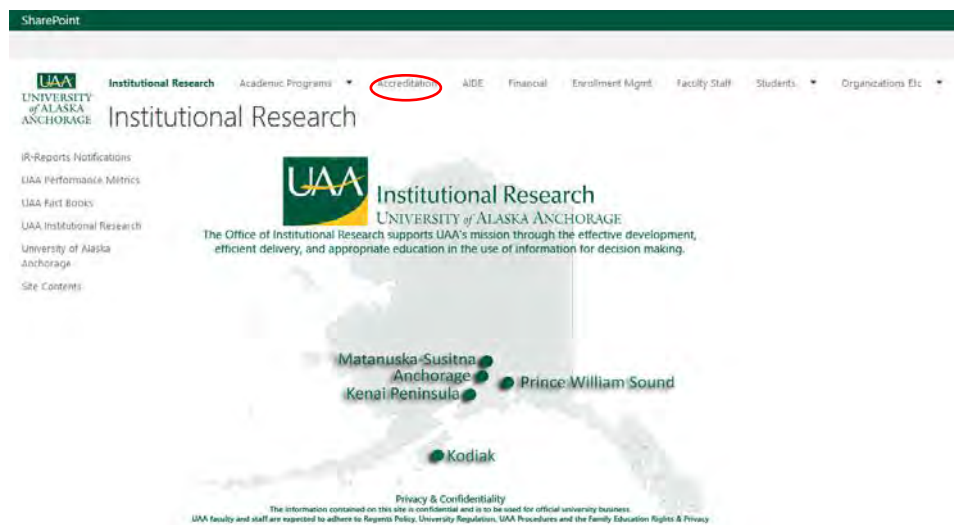 SharePoint
UAA
UNIVERSITY
of ALASKA
ANCHORAGE
Institutional Research Academic Programs Accreditation AIDE Financial Enrollment Mgmt Faculty Staff Students Organizations Etc
Institutional Research
IR-Reports Notifications
UAA Performance Metrics
UAA Fact Books
UAA Institutional Research
University of Alaska
Anchorage
Site Contents
UAA
Institutional Research
UNIVERSITY of ALASKA ANCHORAGE
The Office of Institutional Research supports UAA's mission through the effective development,
efficient delivery, and appropriate education in the use of information for decision making.
Matanuska-Susitna
Anchorage
Prince William Sound
Kenai Peninsula
Kodiak
Privacy & Confidentiality
The information contained on this site is confidential and is to be used for official university business.
UAA faculty and staff are expected to adhere to Regents Policy, University Regulation, UAA Procedures and the Family Education Rights & Privacy